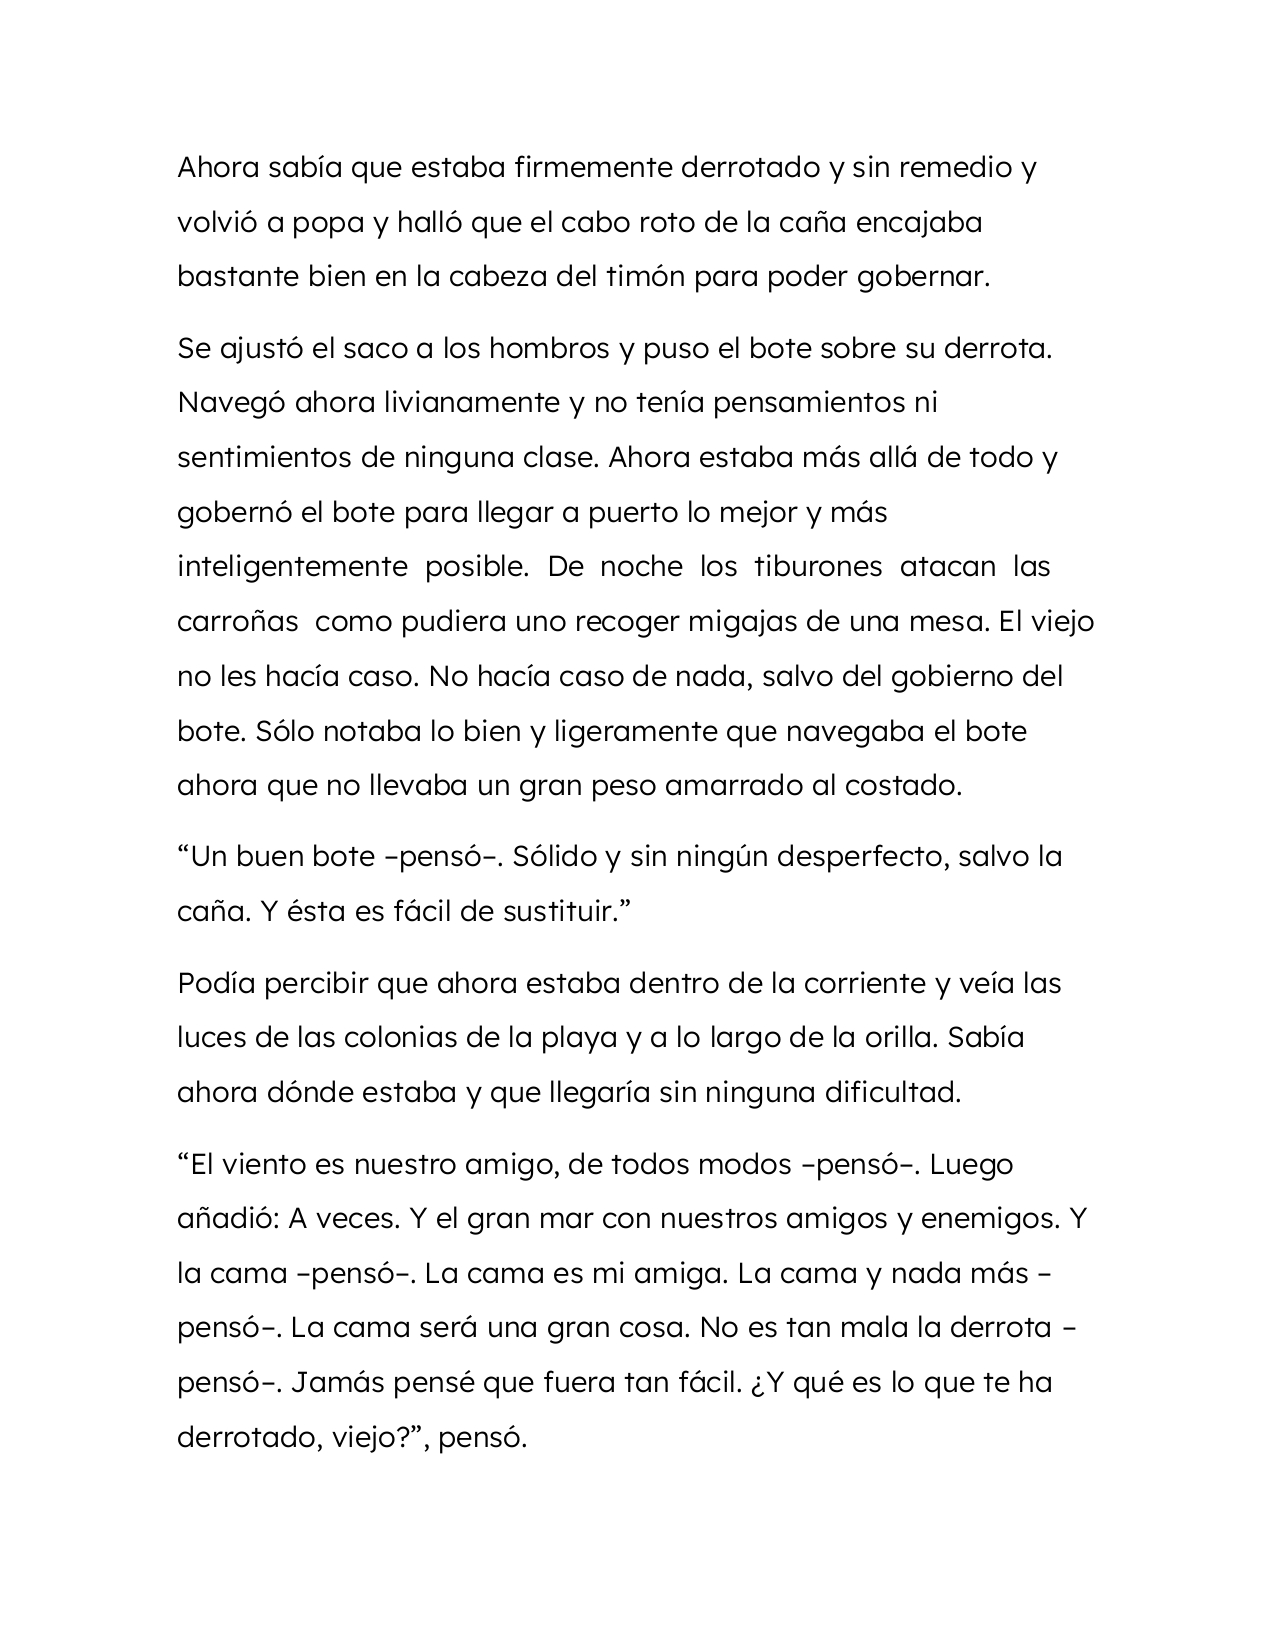 Ahora sabía que estaba firmemente derrotado y sin remedio y
volvió a popa y halló que el cabo roto de la caña encajaba
bastante bien en la cabeza del timón para poder gobernar.
Se ajustó el saco a los hombros y puso el bote sobre su derrota.
Navegó ahora livianamente y no tenía pensamientos ni
sentimientos de ninguna clase. Ahora estaba más allá de todo y
gobernó el bote para llegar a puerto lo mejor y más
inteligentemente posible. De noche los tiburones atacan las
carroñas como pudiera uno recoger migajas de una mesa. El viejo
no les hacía caso. No hacía caso de nada, salvo del gobierno del
bote. Sólo notaba lo bien y ligeramente que navegaba el bote
ahora que no llevaba un gran peso amarrado al costado.
“Un buen bote –pensó–. Sólido y sin ningún desperfecto, salvo la
caña. Y ésta es fácil de sustituir.”
Podía percibir que ahora estaba dentro de la corriente y veía las
luces de las colonias de la playa y a lo largo de la orilla. Sabía
ahora dónde estaba y que llegaría sin ninguna dificultad.
“El viento es nuestro amigo, de todos modos –pensó–. Luego
añadió: A veces. Y el gran mar con nuestros amigos y enemigos. Y
la cama –pensó–. La cama es mi amiga. La cama y nada más –
pensó–. La cama será una gran cosa. No es tan mala la derrota –
pensó–. Jamás pensé que fuera tan fácil. ¿Y qué es lo que te ha
derrotado, viejo?”, pensó.